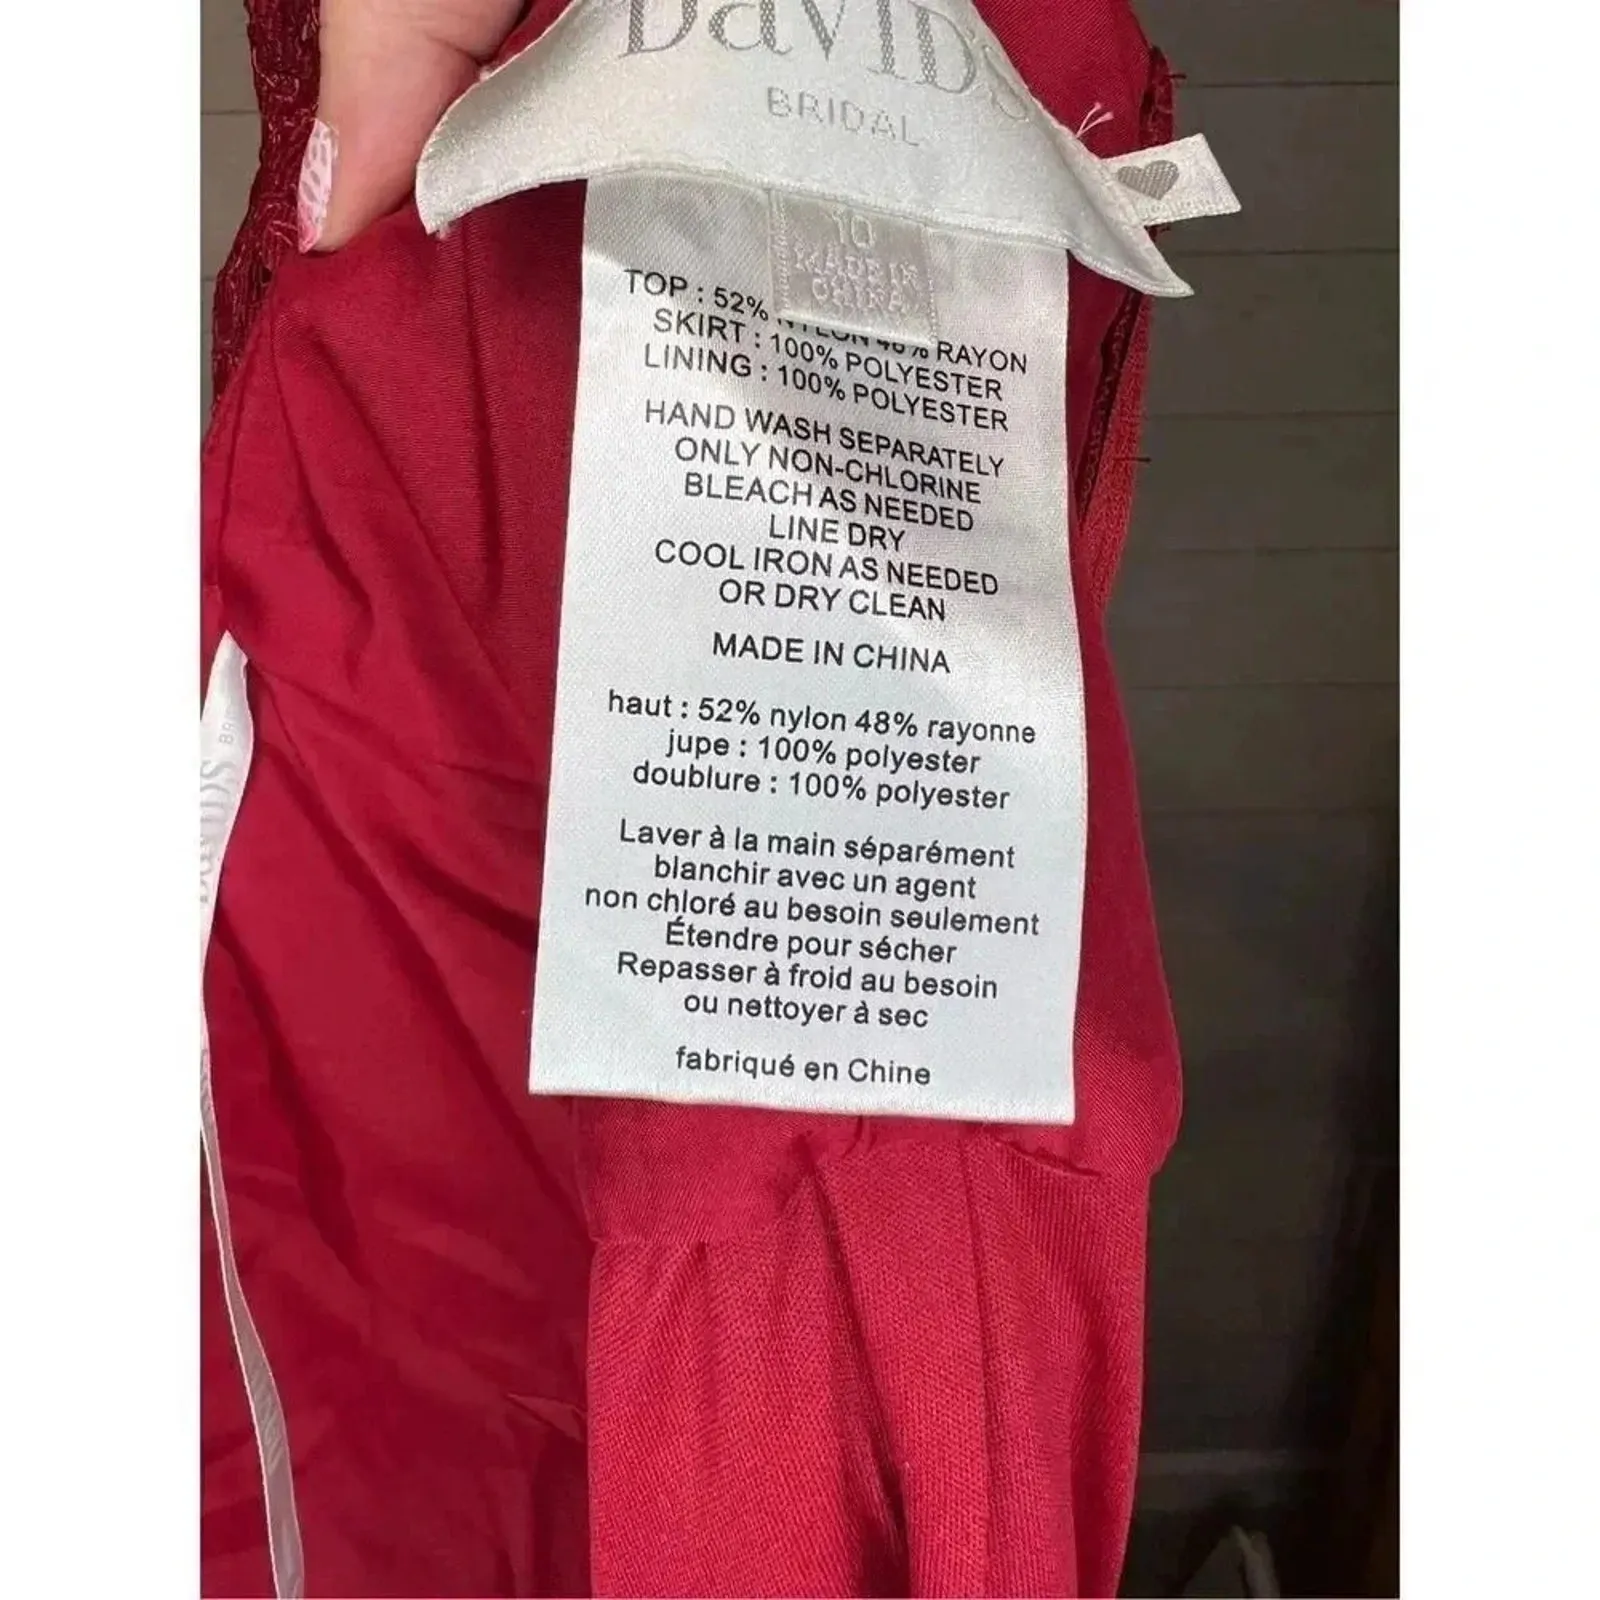 DAVID'S
BRIDAL
10
MADE IN
CHINA
TOP : 52% NYLON 48% RAYON
SKIRT : 100% POLYESTER
LINING : 100% POLYESTER
HAND WASH SEPARATELY
ONLY NON-CHLORINE
BLEACH AS NEEDED
LINE DRY
COOL IRON AS NEEDED
OR DRY CLEAN
MADE IN CHINA
haut : 52% nylon 48% rayonne
jupe : 100% polyester
doublure : 100% polyester
Laver à la main séparément
blanchir avec un agent
non chloré au besoin seulement
Étendre pour sécher
Repasser à froid au besoin
ou nettoyer à sec
fabriqué en Chine